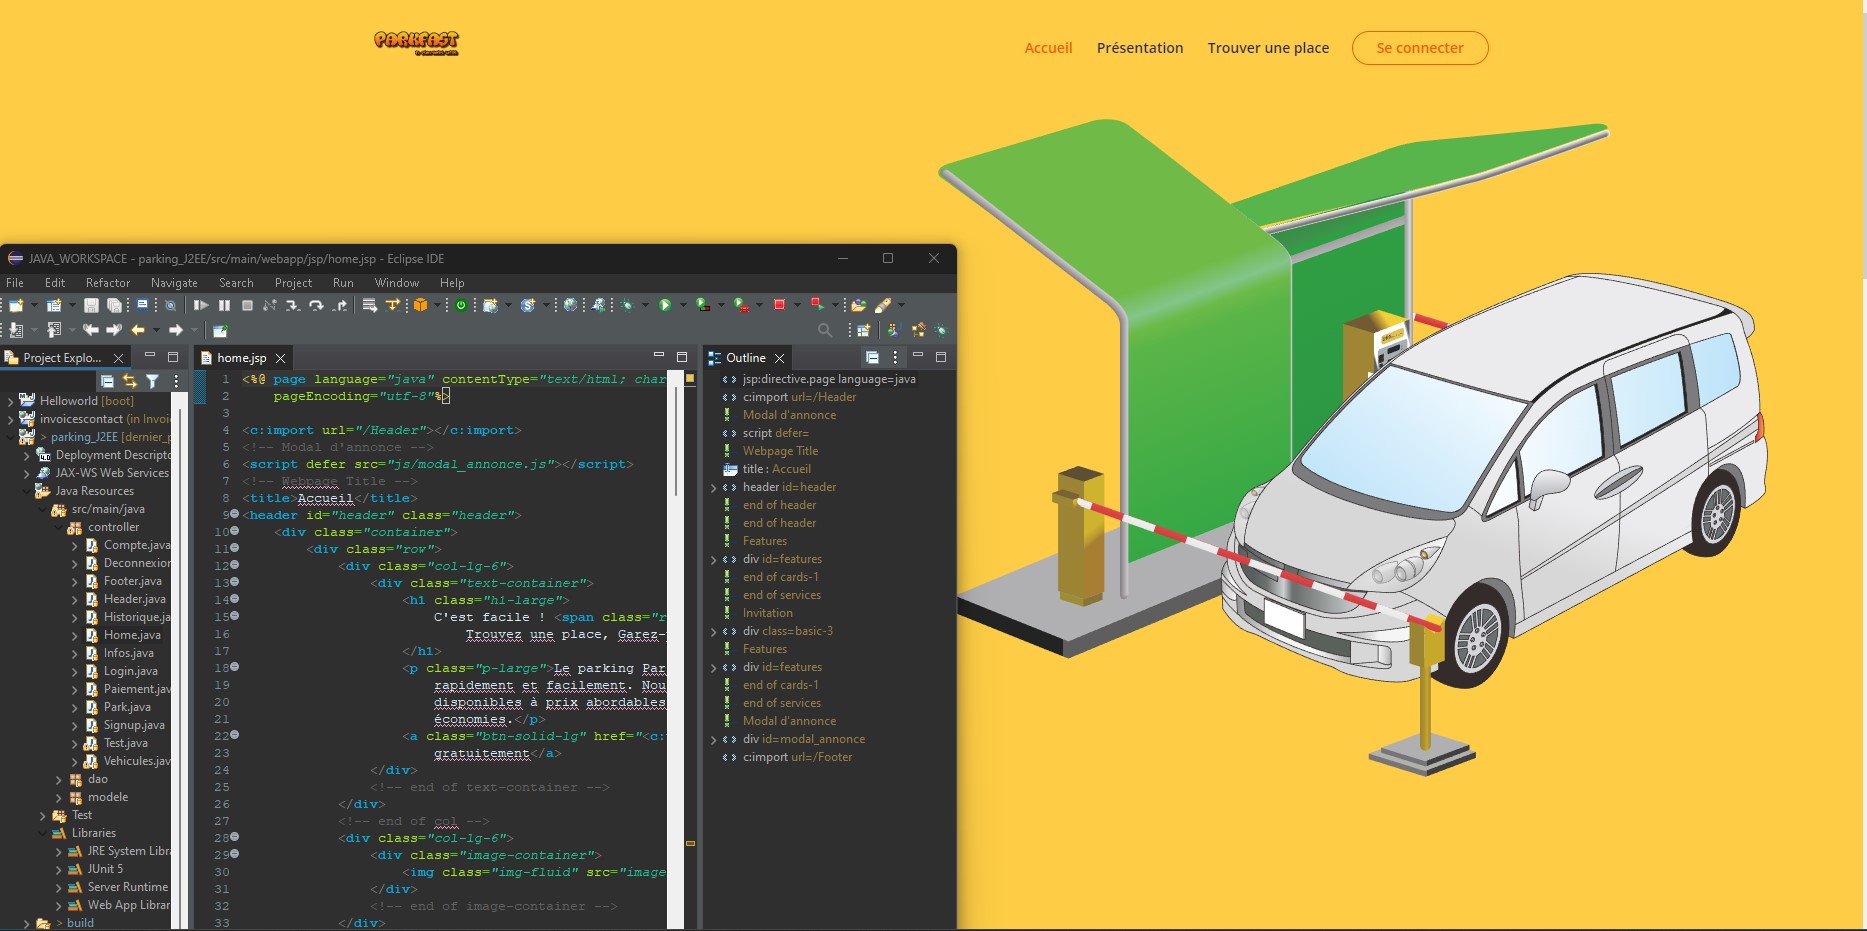 PARKFAST
Accueil
Présentation
Trouver une place
Se connecter
JAVA_WORKSPACE - parking_J2EE/src/main/webapp/jsp/home.jsp - Eclipse IDE
File Edit Refactor Navigate Search Project Run Window Help
Project Explo...
Helloworld [boot]
invoicescontact (in Invoi
> parking_J2EE [dernier_p
Deployment Descripto
JAX-WS Web Services
Java Resources
src/main/java
controller
Compte.java
Deconnexion
Footer.java
Header.java
Historique.ja
Home.java
Infos.java
Login.java
Paiement.jav
Park.java
Signup.java
Test.java
Vehicules.jav
dao
modele
Test
Libraries
JRE System Libra
JUnit 5
Server Runtime
Web App Librar
> build
home.jsp
1 <%@ page language="java" contentType="text/html; char
2 pageEncoding="utf-8"%>
3
4 <c:import url="/Header"></c:import>
5 <!-- Modal d'annonce -->
6 <script defer src="js/modal_annonce.js"></script>
7 <!-- Webpage Title -->
8 <title>Accueil</title>
9 <header id="header" class="header">
10 <div class="container">
11 <div class="row">
12 <div class="col-lg-6">
13 <div class="text-container">
14 <h1 class="h1-large">
15 C'est facile ! <span class="r
16 Trouvez une place, Garez-
17 </h1>
18 <p class="p-large">Le parking Par
19 rapidement et facilement. Nou
20 disponibles à prix abordables
21 économies.</p>
22 <a class="btn-solid-lg" href="<c:
23 gratuitement</a>
24 </div>
25 <!-- end of text-container -->
26 </div>
27 <!-- end of col -->
28 <div class="col-lg-6">
29 <div class="image-container">
30 <img class="img-fluid" src="image
31 </div>
32 <!-- end of image-container -->
33 </div>
Outline
jsp:directive.page language=java
c:import url=/Header
Modal d'annonce
script defer=
Webpage Title
title : Accueil
header id=header
end of header
end of header
Features
div id=features
end of cards-1
end of services
Invitation
div class=basic-3
Features
div id=features
end of cards-1
end of services
Modal d'annonce
div id=modal_annonce
c:import url=/Footer